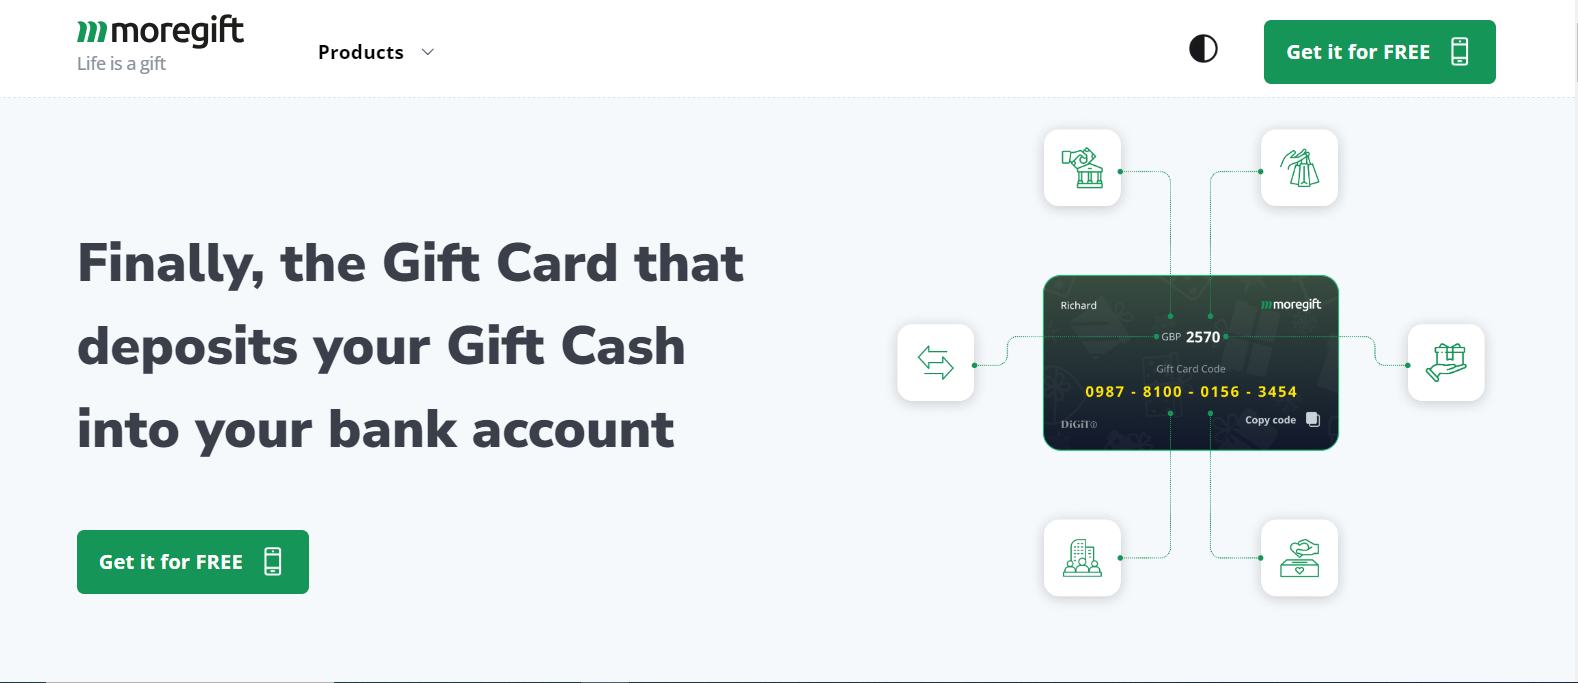 moregift
Life is a gift
Products
Get it for FREE
Finally, the Gift Card that
deposits your Gift Cash
into your bank account
Get it for FREE
Richard
moregift
GBP 2570
Gift Card Code
0987 - 8100 - 0156 - 3454
Copy code
DiGiT®